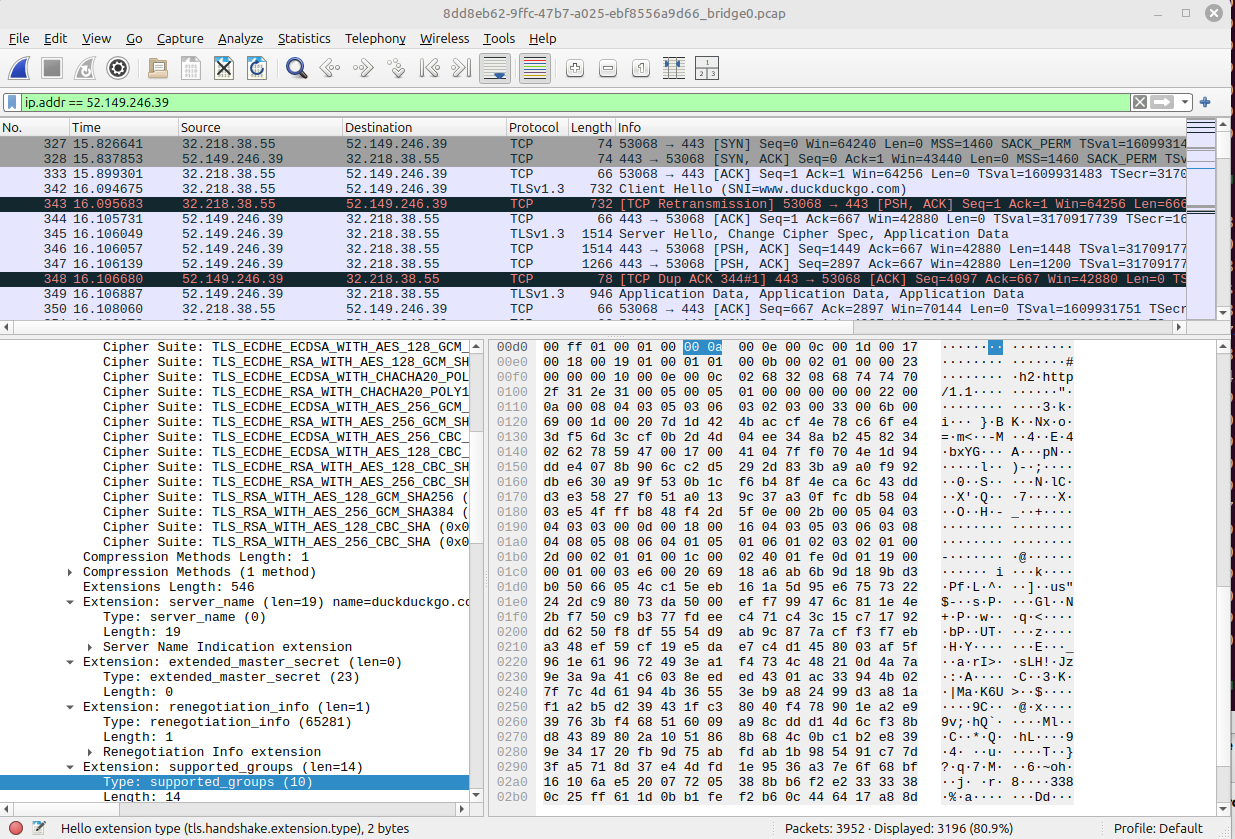 8dd8eb62-9ffc-47b7-a025-ebf8556a9d66_bridge0.pcap
File Edit View Go Capture Analyze Statistics Telephony Wireless Tools Help
ip.addr == 52.149.246.39
No. Time Source Destination Protocol Length Info
327 15.826641 32.218.38.55 52.149.246.39 TCP 74 53068 → 443 [SYN] Seq=0 Win=64240 Len=0 MSS=1460 SACK_PERM TSval=16099314
328 15.837853 52.149.246.39 32.218.38.55 TCP 74 443 → 53068 [SYN, ACK] Seq=0 Ack=1 Win=43440 Len=0 MSS=1460 SACK_PERM TSv
333 15.899301 32.218.38.55 52.149.246.39 TCP 66 53068 → 443 [ACK] Seq=1 Ack=1 Win=64256 Len=0 TSval=1609931483 TSecr=3170
342 16.094675 32.218.38.55 52.149.246.39 TLSv1.3 732 Client Hello (SNI=www.duckduckgo.com)
343 16.095683 32.218.38.55 52.149.246.39 TCP 732 [TCP Retransmission] 53068 → 443 [PSH, ACK] Seq=1 Ack=1 Win=64256 Len=666
344 16.105731 52.149.246.39 32.218.38.55 TCP 66 443 → 53068 [ACK] Seq=1 Ack=667 Win=42880 Len=0 TSval=3170917739 TSecr=16
345 16.106049 52.149.246.39 32.218.38.55 TLSv1.3 1514 Server Hello, Change Cipher Spec, Application Data
346 16.106057 52.149.246.39 32.218.38.55 TCP 1514 443 → 53068 [PSH, ACK] Seq=1449 Ack=667 Win=42880 Len=1448 TSval=31709177
347 16.106139 52.149.246.39 32.218.38.55 TCP 1266 443 → 53068 [PSH, ACK] Seq=2897 Ack=667 Win=42880 Len=1200 TSval=31709177
348 16.106680 52.149.246.39 32.218.38.55 TCP 78 [TCP Dup ACK 344#1] 443 → 53068 [ACK] Seq=4097 Ack=667 Win=42880 Len=0 TS
349 16.106887 52.149.246.39 32.218.38.55 TLSv1.3 946 Application Data, Application Data, Application Data
350 16.108060 32.218.38.55 52.149.246.39 TCP 66 53068 → 443 [ACK] Seq=667 Ack=2897 Win=70144 Len=0 TSval=1609931751 TSecr
Cipher Suite: TLS_ECDHE_ECDSA_WITH_AES_128_GCM_
Cipher Suite: TLS_ECDHE_RSA_WITH_AES_128_GCM_SH
Cipher Suite: TLS_ECDHE_ECDSA_WITH_CHACHA20_POL
Cipher Suite: TLS_ECDHE_RSA_WITH_CHACHA20_POLY1
Cipher Suite: TLS_ECDHE_ECDSA_WITH_AES_256_GCM_
Cipher Suite: TLS_ECDHE_RSA_WITH_AES_256_GCM_SH
Cipher Suite: TLS_ECDHE_ECDSA_WITH_AES_256_CBC_
Cipher Suite: TLS_ECDHE_ECDSA_WITH_AES_128_CBC_
Cipher Suite: TLS_ECDHE_RSA_WITH_AES_128_CBC_SH
Cipher Suite: TLS_ECDHE_RSA_WITH_AES_256_CBC_SH
Cipher Suite: TLS_RSA_WITH_AES_128_GCM_SHA256 (
Cipher Suite: TLS_RSA_WITH_AES_256_GCM_SHA384 (
Cipher Suite: TLS_RSA_WITH_AES_128_CBC_SHA (0x0
Cipher Suite: TLS_RSA_WITH_AES_256_CBC_SHA (0x0
Compression Methods Length: 1
Compression Methods (1 method)
Extensions Length: 546
Extension: server_name (len=19) name=duckduckgo.cc
Type: server_name (0)
Length: 19
Server Name Indication extension
Extension: extended_master_secret (len=0)
Type: extended_master_secret (23)
Length: 0
Extension: renegotiation_info (len=1)
Type: renegotiation_info (65281)
Length: 1
Renegotiation Info extension
Extension: supported_groups (len=14)
Type: supported_groups (10)
Length: 14
00d0 00 ff 01 00 01 00 00 0a 00 0e 00 0c 00 1d 00 17
00e0 00 18 00 19 01 00 01 01 00 0b 00 02 01 00 00 23 ·······#
00f0 00 00 00 10 00 0e 00 0c 02 68 32 08 68 74 74 70 ·h2·http
0100 2f 31 2e 31 00 05 00 05 01 00 00 00 00 00 22 00 /1.1···· ······"·
0110 0a 00 08 04 03 05 03 06 03 02 03 00 33 00 6b 00 ········ ····3·k·
0120 69 00 1d 00 20 7d 1d 42 4b ac cf 4e 78 c6 6f e4 i··· }·B K··Nx·o·
0130 3d f5 6d 3c cf 0b 2d 4d 04 ee 34 8a b2 45 82 34 =·m<··-M ··4··E·4
0140 02 62 78 59 47 00 17 00 41 04 7f f0 70 4e 1d 94 ·bxYG··· A···pN··
0150 dd e4 07 8b 90 6c c2 d5 29 2d 83 3b a9 a0 f9 92 ·····l·· )-·;····
0160 db e6 30 a9 9f 53 0b 1c f6 b4 8f 4e ca 6c 43 dd ··0··S·· ···N·lC·
0170 d3 e3 58 27 f0 51 a0 13 9c 37 a3 0f fc db 58 04 ··X'·Q·· ·7····X·
0180 03 e5 4f ff b8 48 f4 2d 5f 0e 00 2b 00 05 04 03 ··O··H·- _··+····
0190 04 03 03 00 0d 00 18 00 16 04 03 05 03 06 03 08
01a0 04 08 05 08 06 04 01 05 01 06 01 02 03 02 01 00
01b0 2d 00 02 01 01 00 1c 00 02 40 01 fe 0d 01 19 00 -······· ·@······
01c0 00 01 00 03 e6 00 20 69 18 a6 ab 6b 9d 18 9b d3 ······ i ···k····
01d0 b0 50 66 05 4c c1 5e eb 16 1a 5d 95 e6 75 73 22 ·Pf·L·^· ··]··us"
01e0 24 2d c9 80 73 da 50 00 ef f7 99 47 6c 81 1e 4e $-··s·P· ···Gl··N
01f0 2b f7 50 c9 b3 77 fd ee c4 71 c4 3c 15 c7 17 92 +·P··w·· ·q·<····
0200 dd 62 50 f8 df 55 54 d9 ab 9c 87 7a cf f3 f7 eb ·bP··UT· ···z····
0210 a3 48 ef 59 cf 19 e5 da e7 c4 d1 45 80 03 af 5f ·H·Y···· ···E···_
0220 96 1e 61 96 72 49 3e a1 f4 73 4c 48 21 0d 4a 7a ··a·rI>· ·sLH!·Jz
0230 9e 3a 9a 41 c6 03 8e ed ed 43 01 ac 33 94 4b 02 ·:·A···· ·C··3·K·
0240 7f 7c 4d 61 94 4b 36 55 3e b9 a8 24 99 d3 a8 1a ·|Ma·K6U >··$····
0250 f1 a2 b5 d2 39 43 1f c3 80 40 f4 78 90 1e a2 e9 ····9C·· ·@·x····
0260 39 76 3b f4 68 51 60 09 a9 8c dd d1 4d 6c f3 8b 9v;·hQ`· ····Ml··
0270 d8 43 89 80 2a 10 51 86 8b 68 4c 0b c1 b2 e8 39 ·C··*·Q· ·hL····9
0280 9e 34 17 20 fb 9d 75 ab fd ab 1b 98 54 91 c7 7d ·4· ··u· ····T··}
0290 3f a5 71 8d 37 e4 4d fd 1e 95 36 a3 7e 6f 68 bf ?·q·7·M· ··6·~oh·
02a0 16 10 6a e5 20 07 72 05 38 8b b6 f2 e2 33 33 38 ··j· ·r· 8····338
02b0 0c 25 ff 61 1d 0b b1 fe f2 b6 0c 44 64 17 a8 8d ·%·a···· ···Dd···
Hello extension type (tls.handshake.extension.type), 2 bytes
Packets: 3952 · Displayed: 3196 (80.9%)
Profile: Default